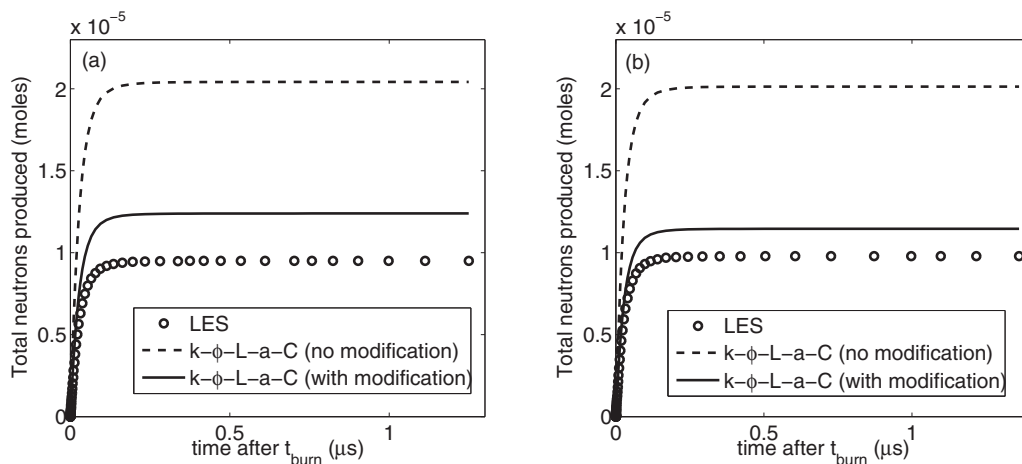 x 10⁻⁵
(a)
Total neutrons produced (moles)
2
1.5
1
0.5
0
LES
k−ϕ−L−a−C (no modification)
k−ϕ−L−a−C (with modification)
0
0.5
1
time after t_burn (μs)
x 10⁻⁵
(b)
Total neutrons produced (moles)
2
1.5
1
0.5
0
LES
k−ϕ−L−a−C (no modification)
k−ϕ−L−a−C (with modification)
0
0.5
1
time after t_burn (μs)